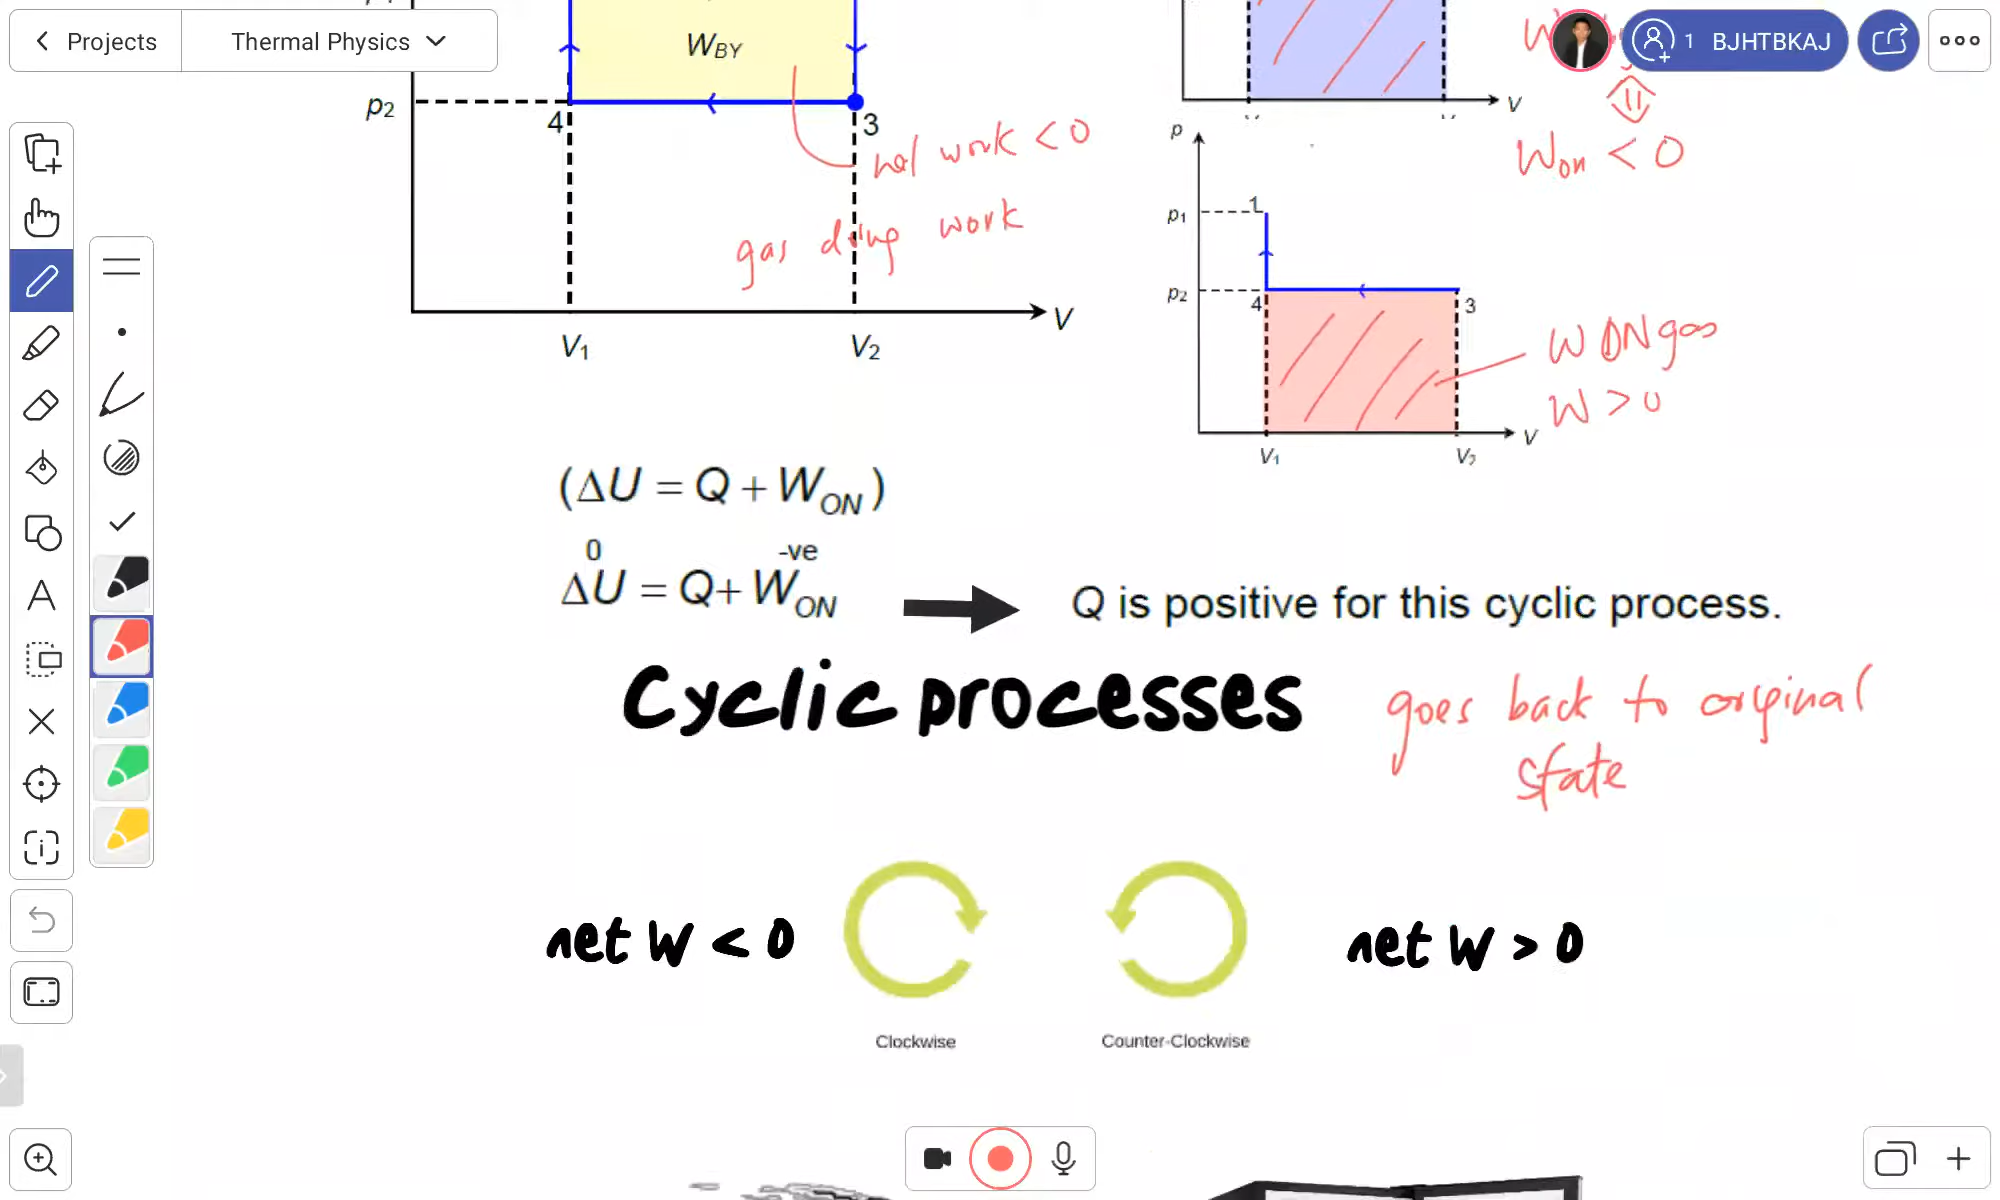 Projects
Thermal Physics
1 BJHTBKAJ
W_BY
p2
4
3
net work < 0
gas doing work
V
V1
V2
V
Won < 0
p
p1
1
p2
4
3
W ON gas
W > 0
V
V1
V2
(ΔU = Q + W_ON)
0
-ve
ΔU = Q+ W_ON
Q is positive for this cyclic process.
Cyclic processes
goes back to original
state
net W < 0
net W > 0
Clockwise
Counter-Clockwise